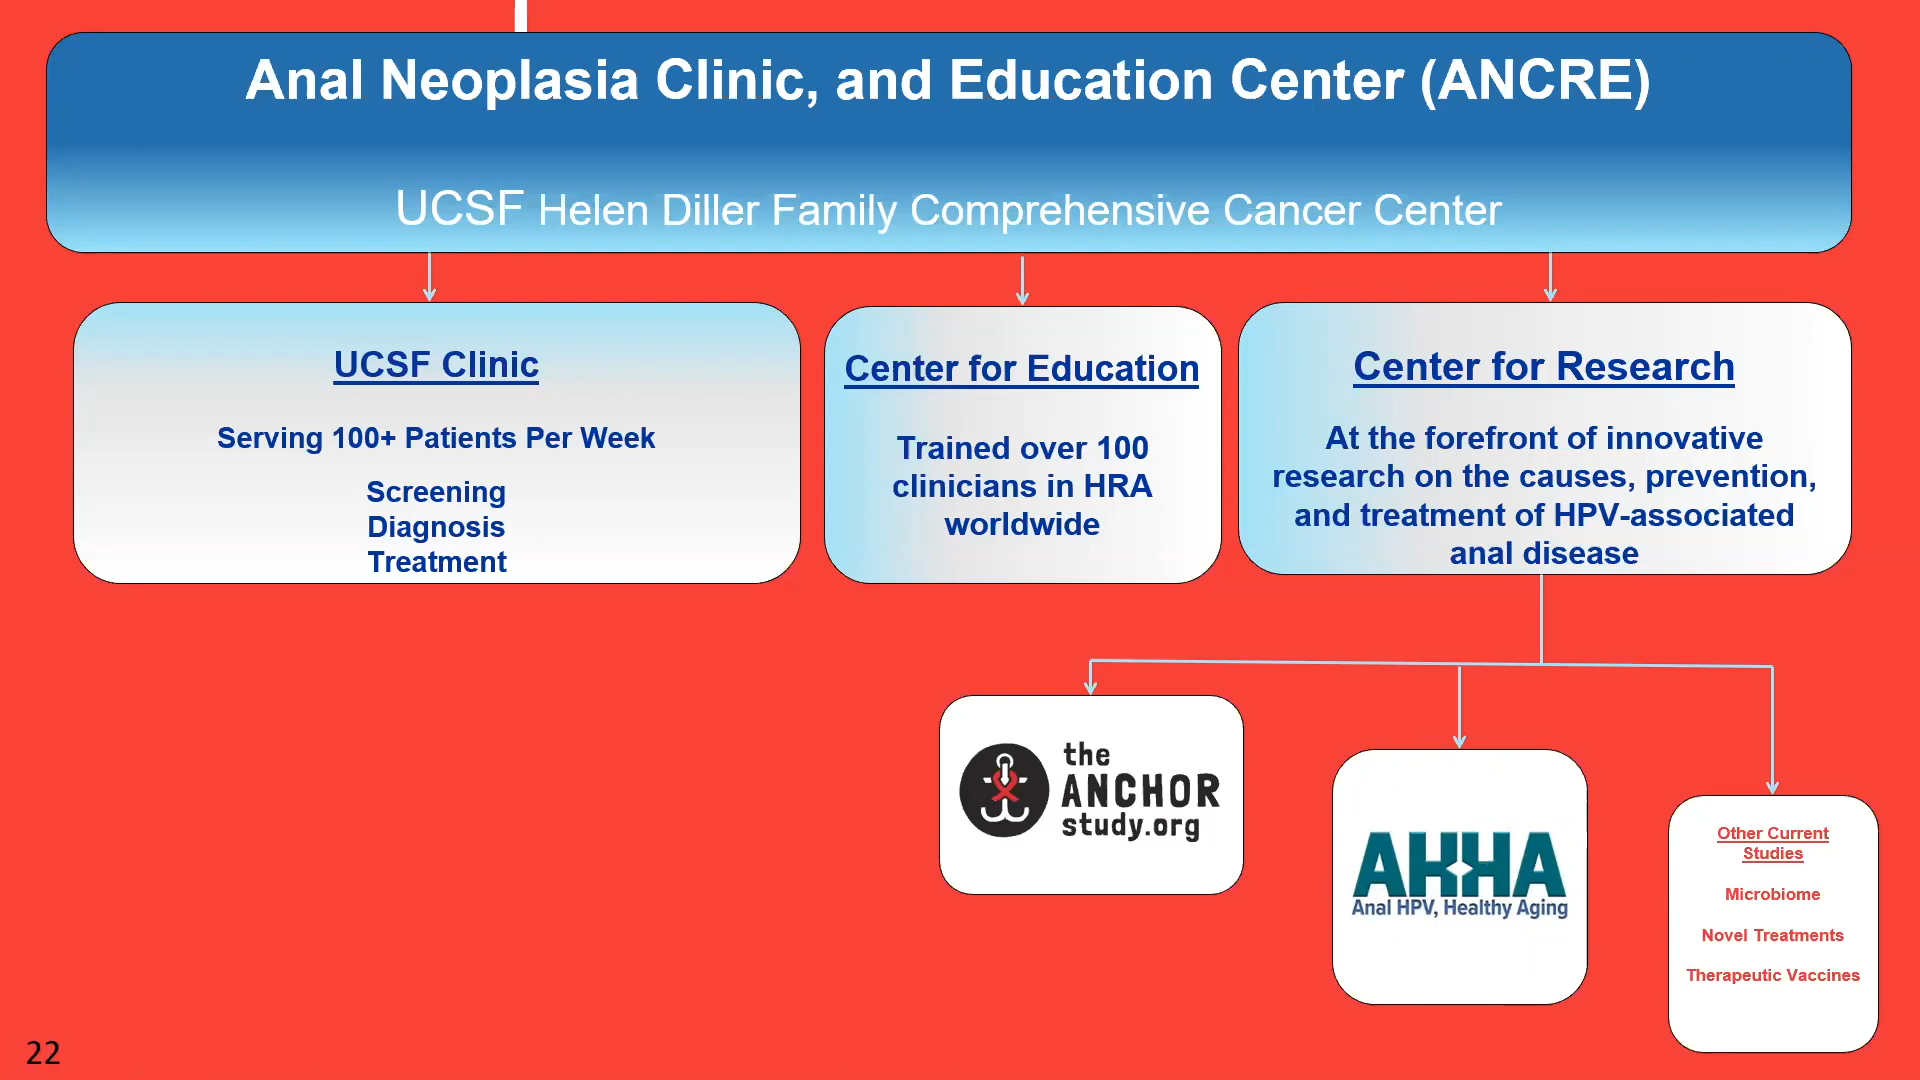 Anal Neoplasia Clinic, and Education Center (ANCRE)
UCSF Helen Diller Family Comprehensive Cancer Center
UCSF Clinic
Serving 100+ Patients Per Week
Screening
Diagnosis
Treatment
Center for Education
Trained over 100
clinicians in HRA
worldwide
Center for Research
At the forefront of innovative
research on the causes, prevention,
and treatment of HPV-associated
anal disease
the
ANCHOR
study.org
AHHA
Anal HPV, Healthy Aging
Other Current
Studies
Microbiome
Novel Treatments
Therapeutic Vaccines
22